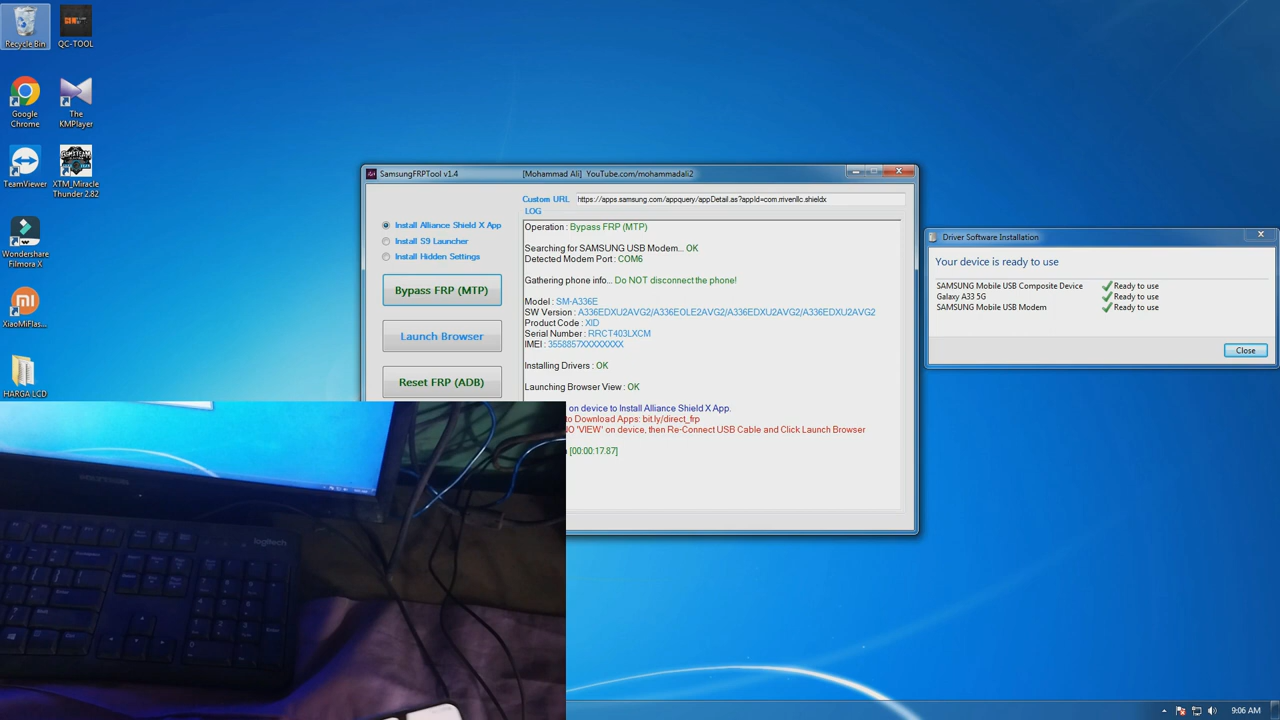 Recycle Bin
QC-TOOL
Google
Chrome
The
KMPlayer
TeamViewer
XTM_Miracle
Thunder 2.82
Wondershare
Filmora X
XiaoMiFlas...
HARGA LCD
SamsungFRPTool v1.4
[Mohammad Ali] YouTube.com/mohammadali2
Custom URL
https://apps.samsung.com/appquery/appDetail.as?appId=com.rrivenllc.shieldx
LOG
Install Alliance Shield X App
Install S9 Launcher
Install Hidden Settings
Bypass FRP (MTP)
Launch Browser
Reset FRP (ADB)
Operation : Bypass FRP (MTP)
Searching for SAMSUNG USB Modem... OK
Detected Modem Port : COM6
Gathering phone info... Do NOT disconnect the phone!
Model : SM-A336E
SW Version : A336EDXU2AVG2/A336EOLE2AVG2/A336EDXU2AVG2/A336EDXU2AVG2
Product Code : XID
Serial Number : RRCT403LXCM
IMEI : 3558857XXXXXXXX
Installing Drivers : OK
Launching Browser View : OK
on device to Install Alliance Shield X App.
to Download Apps: bit.ly/direct_frp
NO 'VIEW' on device, then Re-Connect USB Cable and Click Launch Browser
[00:00:17.87]
Driver Software Installation
Your device is ready to use
SAMSUNG Mobile USB Composite Device
Ready to use
Galaxy A33 5G
Ready to use
SAMSUNG Mobile USB Modem
Ready to use
Close
logitech
9:06 AM